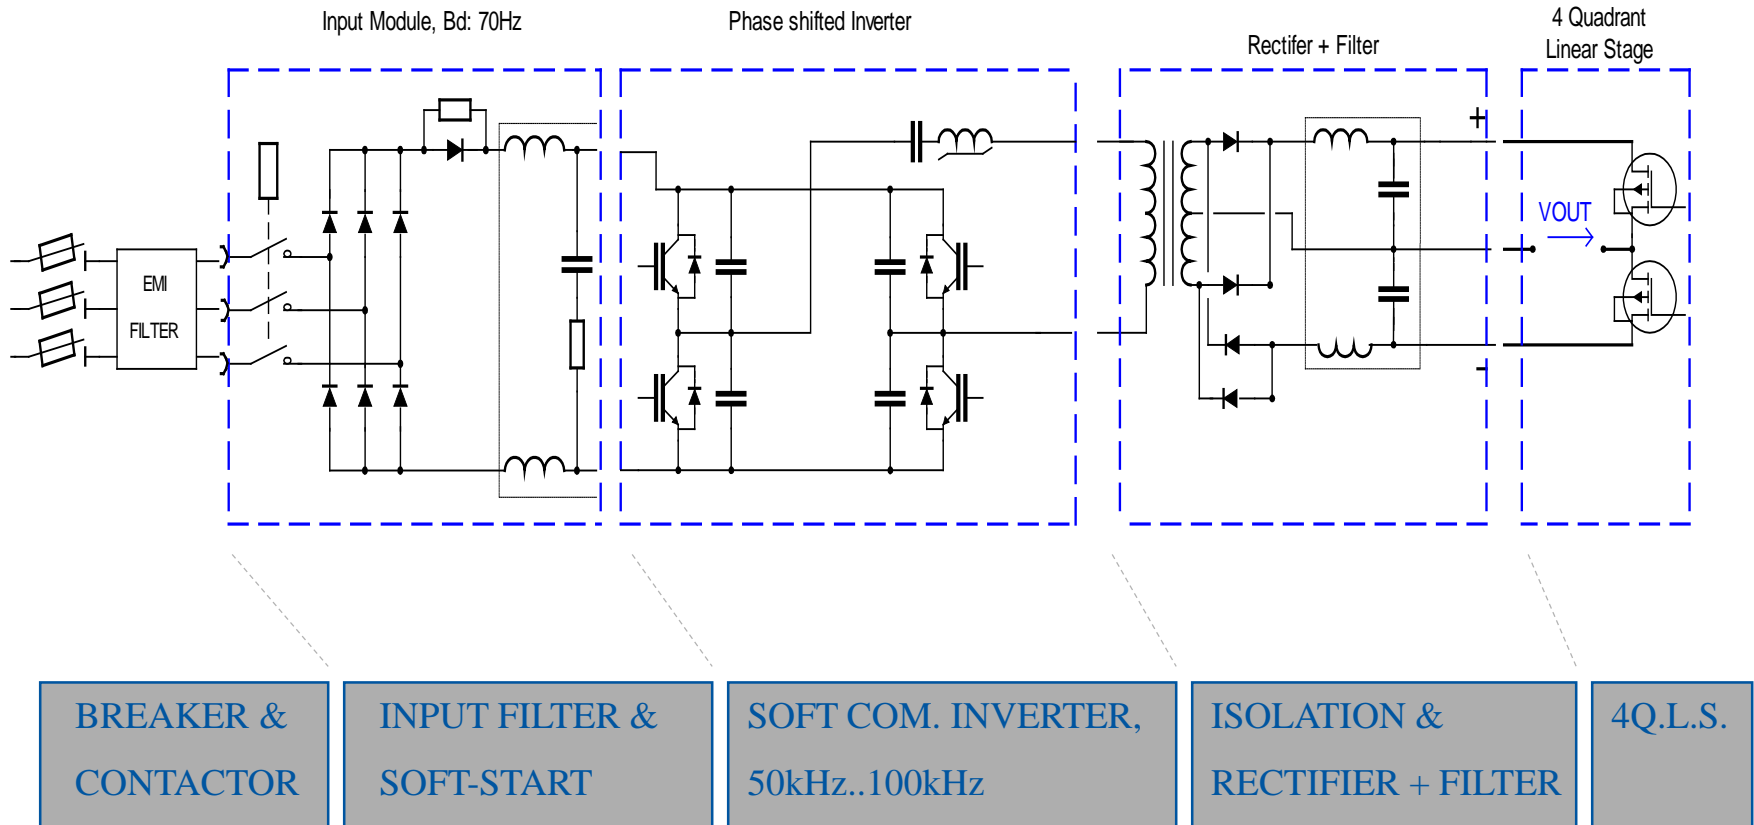 Input Module, Bd: 70Hz
Phase shifted Inverter
Rectifer + Filter
4 Quadrant
Linear Stage
+
VOUT
EMI
FILTER
-
BREAKER &
CONTACTOR
INPUT FILTER &
SOFT-START
SOFT COM. INVERTER,
50kHz..100kHz
ISOLATION &
RECTIFIER + FILTER
4Q.L.S.